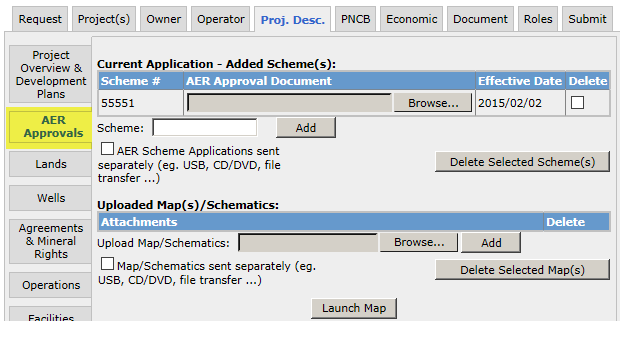 Request Project(s) Owner Operator Proj. Desc. PNCB Economic Document Roles Submit
Project
Overview &
Development
Plans
AER
Approvals
Lands
Wells
Agreements
& Mineral
Rights
Operations
Facilities
Current Application - Added Scheme(s):
Scheme # AER Approval Document Effective Date Delete
55551 Browse... 2015/02/02
Scheme: Add
AER Scheme Applications sent
separately (eg. USB, CD/DVD, file
transfer ...)
Delete Selected Scheme(s)
Uploaded Map(s)/Schematics:
Attachments Delete
Upload Map/Schematics: Browse... Add
Map/Schematics sent separately (eg.
USB, CD/DVD, file transfer ...)
Delete Selected Map(s)
Launch Map